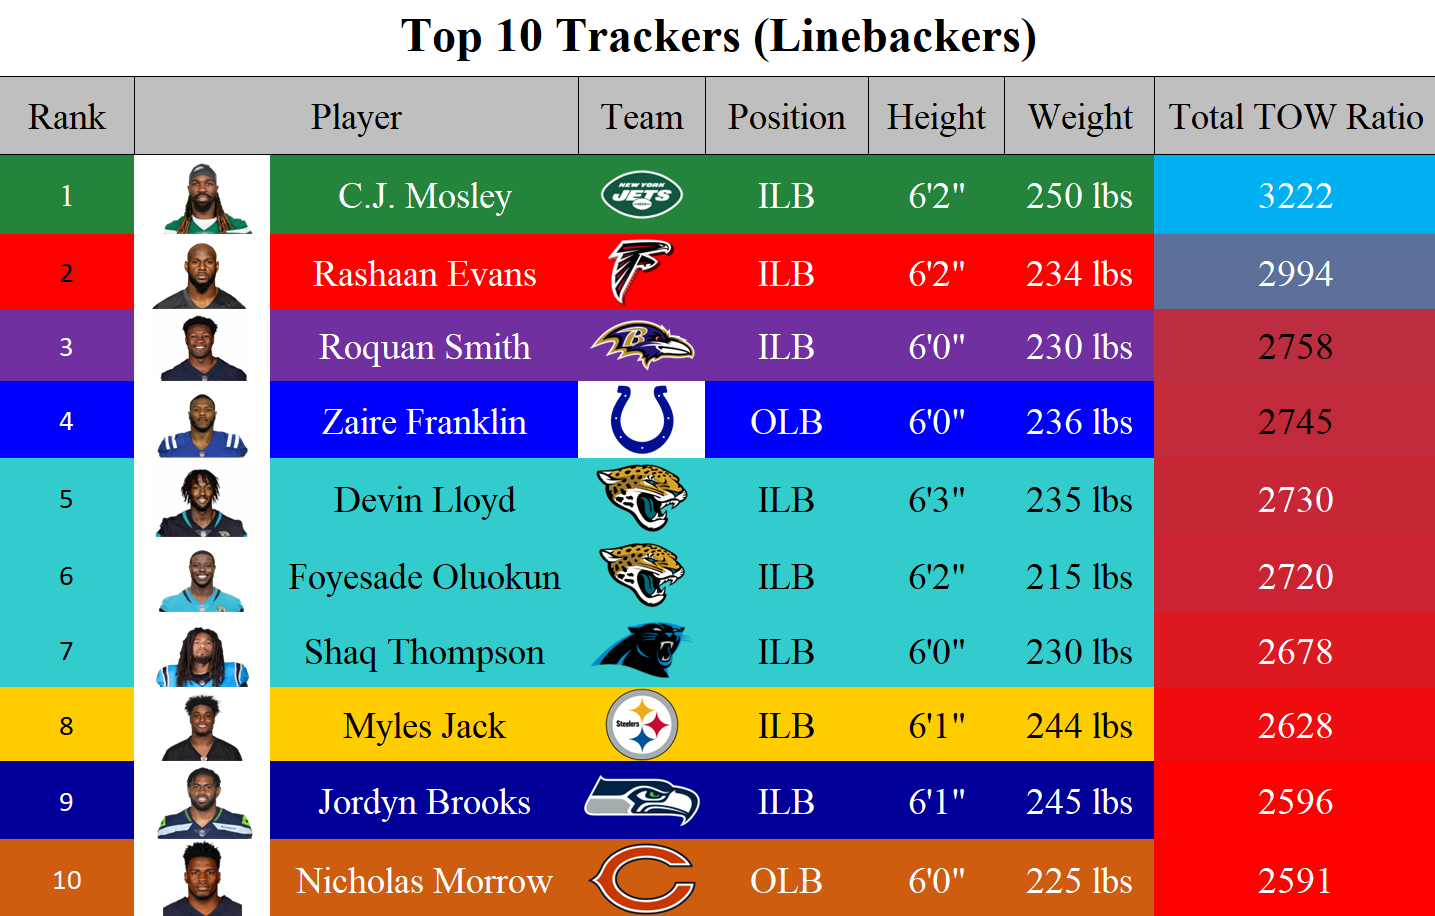 Top 10 Trackers (Linebackers)
Rank Player Team Position Height Weight Total TOW Ratio
1 C.J. Mosley NEW YORK JETS ILB 6'2" 250 lbs 3222
2 Rashaan Evans ILB 6'2" 234 lbs 2994
3 Roquan Smith B ILB 6'0" 230 lbs 2758
4 Zaire Franklin OLB 6'0" 236 lbs 2745
5 Devin Lloyd ILB 6'3" 235 lbs 2730
6 Foyesade Oluokun ILB 6'2" 215 lbs 2720
7 Shaq Thompson ILB 6'0" 230 lbs 2678
8 Myles Jack Steelers ILB 6'1" 244 lbs 2628
9 Jordyn Brooks ILB 6'1" 245 lbs 2596
10 Nicholas Morrow C OLB 6'0" 225 lbs 2591